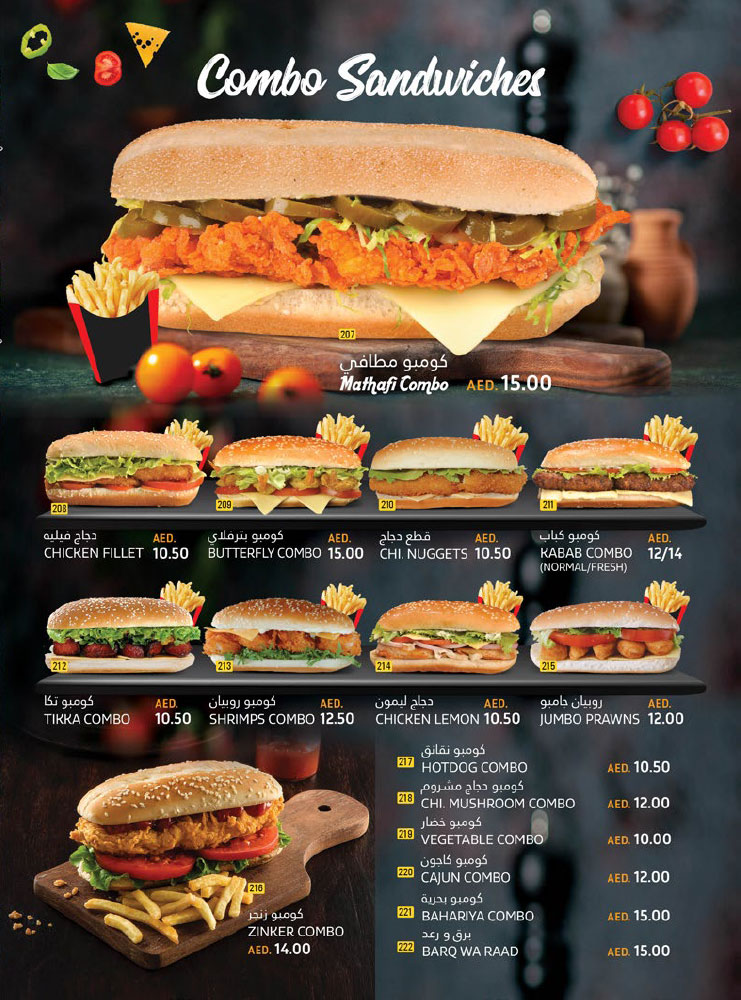 Combo Sandwiches
207
كومبو مطافي
Mathafi Combo AED. 15.00
208
دجاج فيليه
CHICKEN FILLET AED. 10.50
209
كومبو بترفلاي
BUTTERFLY COMBO AED. 15.00
210
قطع دجاج
CHI. NUGGETS AED. 10.50
211
كومبو كباب
KABAB COMBO AED. 12/14
(NORMAL/FRESH)
212
كومبو تكا
TIKKA COMBO AED. 10.50
213
كومبو روبيان
SHRIMPS COMBO AED. 12.50
214
دجاج ليمون
CHICKEN LEMON AED. 10.50
215
روبيان جامبو
JUMBO PRAWNS AED. 12.00
216
كومبو زنجر
ZINKER COMBO
AED. 14.00
كومبو نقانق
217 HOTDOG COMBO AED. 10.50
كومبو دجاج مشروم
218 CHI. MUSHROOM COMBO AED. 12.00
كومبو خضار
219 VEGETABLE COMBO AED. 10.00
كومبو كاجون
220 CAJUN COMBO AED. 12.00
كومبو بحرية
221 BAHARIYA COMBO AED. 15.00
برق و رعد
222 BARQ WA RAAD AED. 15.00